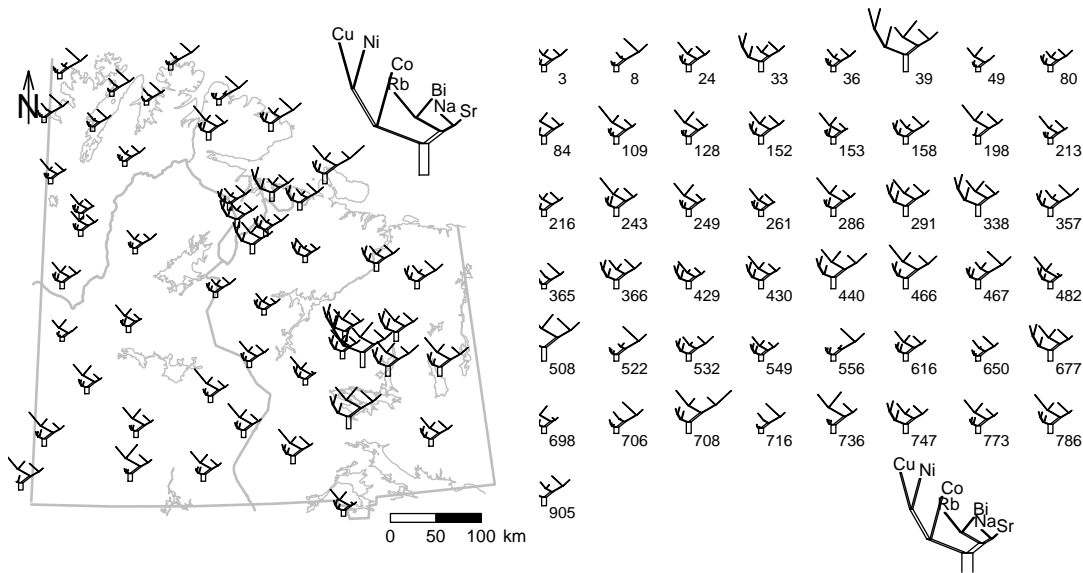 Cu
Ni
Co
Rb
Bi
Na
Sr
N
0 50 100 km
3 8 24 33 36 39 49 80
84 109 128 152 153 158 198 213
216 243 249 261 286 291 338 357
365 366 429 430 440 466 467 482
508 522 532 549 556 616 650 677
698 706 708 716 736 747 773 786
905
Cu
Ni
Co
Rb
Bi
Na
Sr